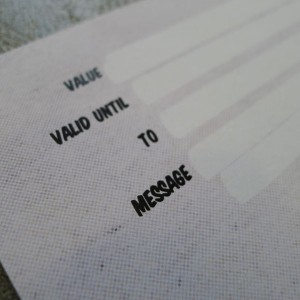 VALUE
VALID UNTIL
TO
MESSAGE